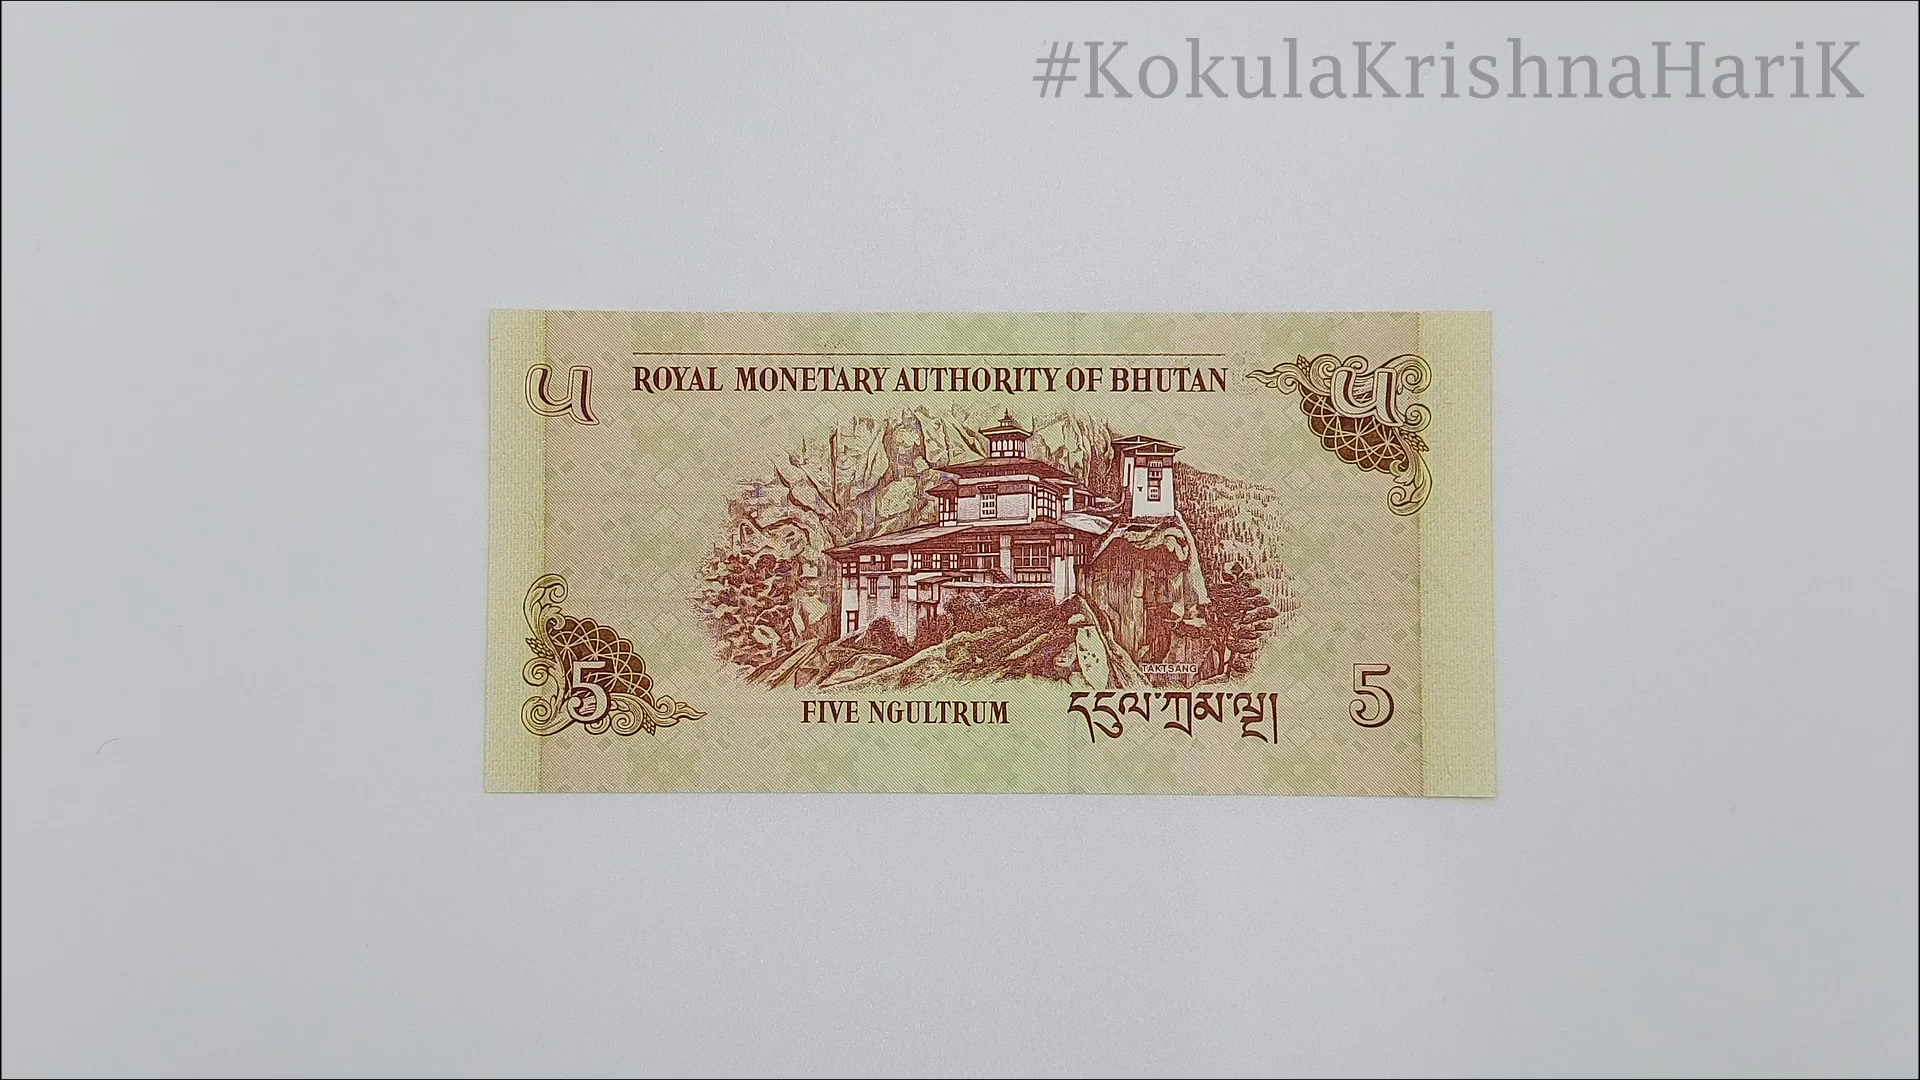 #KokulaKrishnaHariK
༥ ROYAL MONETARY AUTHORITY OF BHUTAN ༥
TAKTSANG
5 FIVE NGULTRUM དངུལ་ཀྲམ་ལྔ། 5